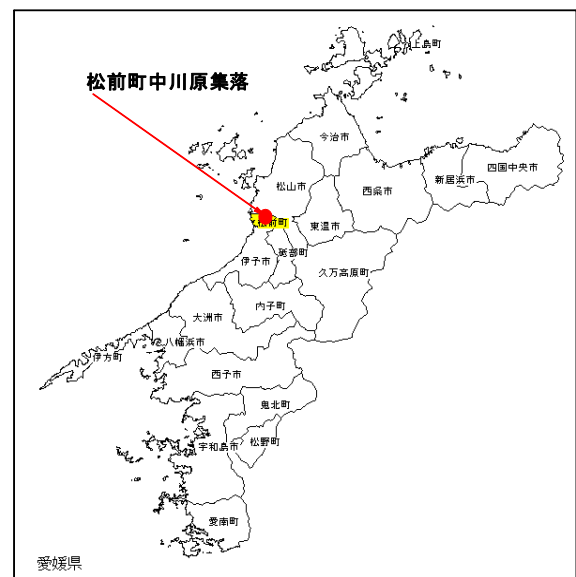 上島町
松前町中川原集落
今治市
四国中央市
新居浜市
西条市
松山市
東温市
松前町
砥部町
伊予市
久万高原町
内子町
大洲市
八幡浜市
伊方町
西予市
鬼北町
松野町
宇和島市
愛南町
愛媛県